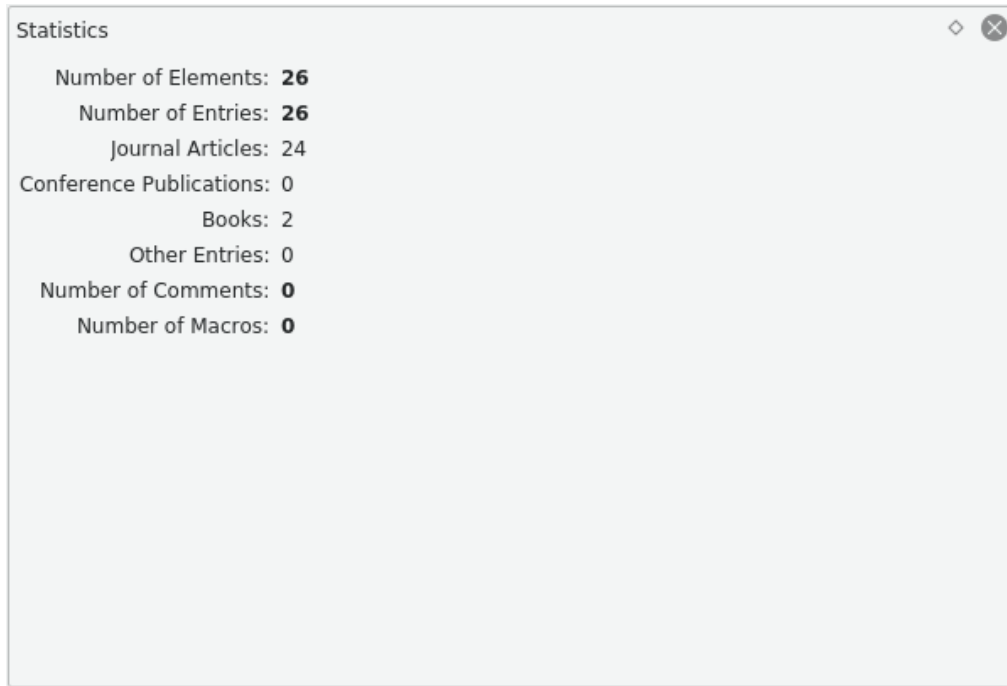 Statistics
Number of Elements: 26
Number of Entries: 26
Journal Articles: 24
Conference Publications: 0
Books: 2
Other Entries: 0
Number of Comments: 0
Number of Macros: 0